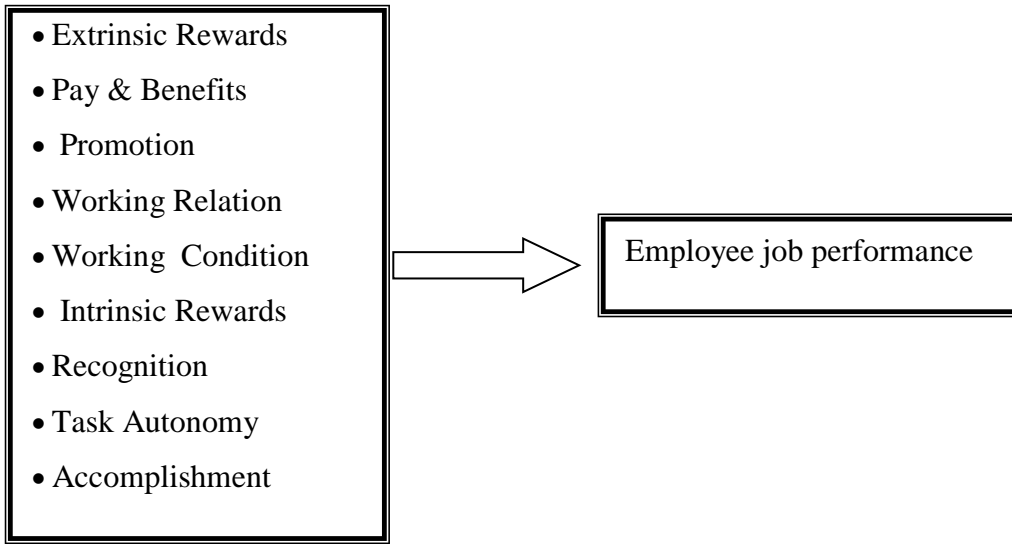 • Extrinsic Rewards
• Pay & Benefits
• Promotion
• Working Relation
• Working Condition
• Intrinsic Rewards
• Recognition
• Task Autonomy
• Accomplishment
Employee job performance